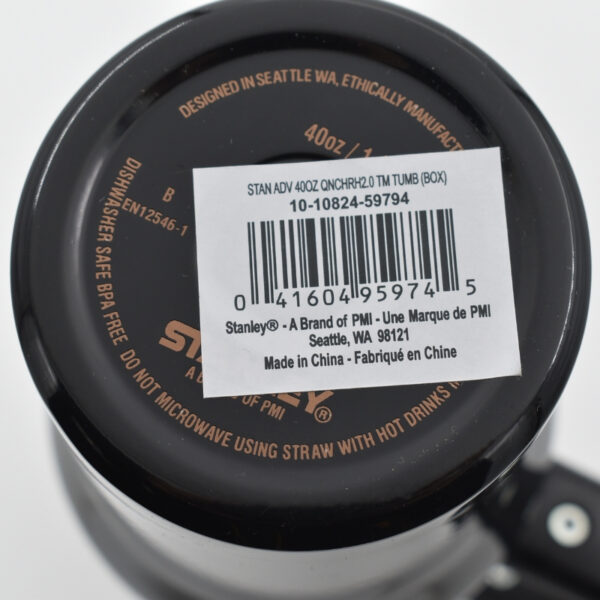 DESIGNED IN SEATTLE WA, ETHICALLY
40oz /
B
EN12546-1
DISHWASHER SAFE BPA FREE DO NOT MICROWAVE USING STRAW WITH HOT DRINKS
STAN ADV 40OZ QNCHRH2.0 TM TUMB (BOX)
10-10824-59794
0 41604 95974 5
Stanley® - A Brand of PMI - Une Marque de PMI
Seattle, WA 98121
Made in China - Fabriqué en Chine
OF PMI ®